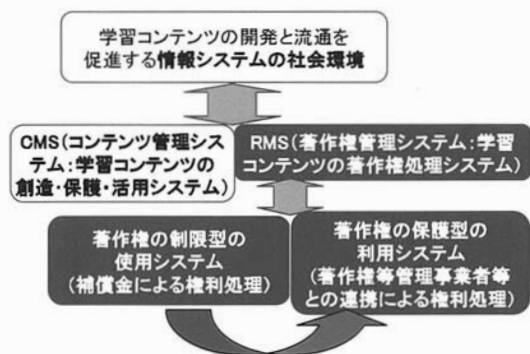 学習コンテンツの開発と流通を
促進する情報システムの社会環境
CMS(コンテンツ管理シス
テム:学習コンテンツの
創造・保護・活用システム)
RMS(著作権管理システム:学習
コンテンツの著作権処理システム)
著作権の制限型の
使用システム
(補償金による権利処理)
著作権の保護型の
利用システム
(著作権等管理事業者等
との連携による権利処理)